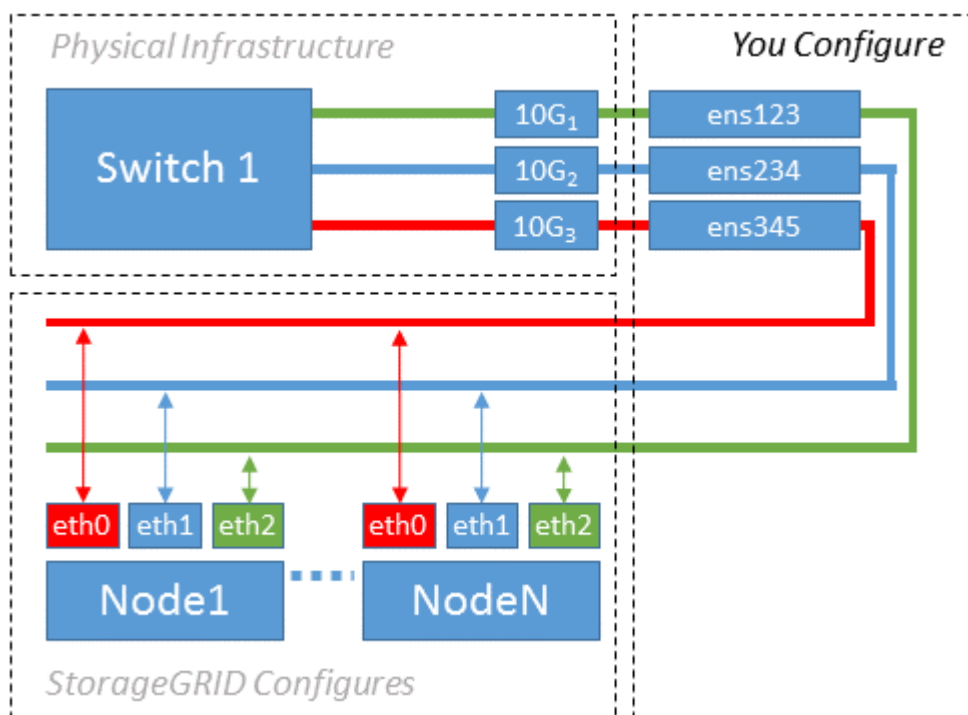 Physical Infrastructure
You Configure
Switch 1
10G₁
ens123
10G₂
ens234
10G₃
ens345
eth0
eth1
eth2
eth0
eth1
eth2
Node1
NodeN
StorageGRID Configures